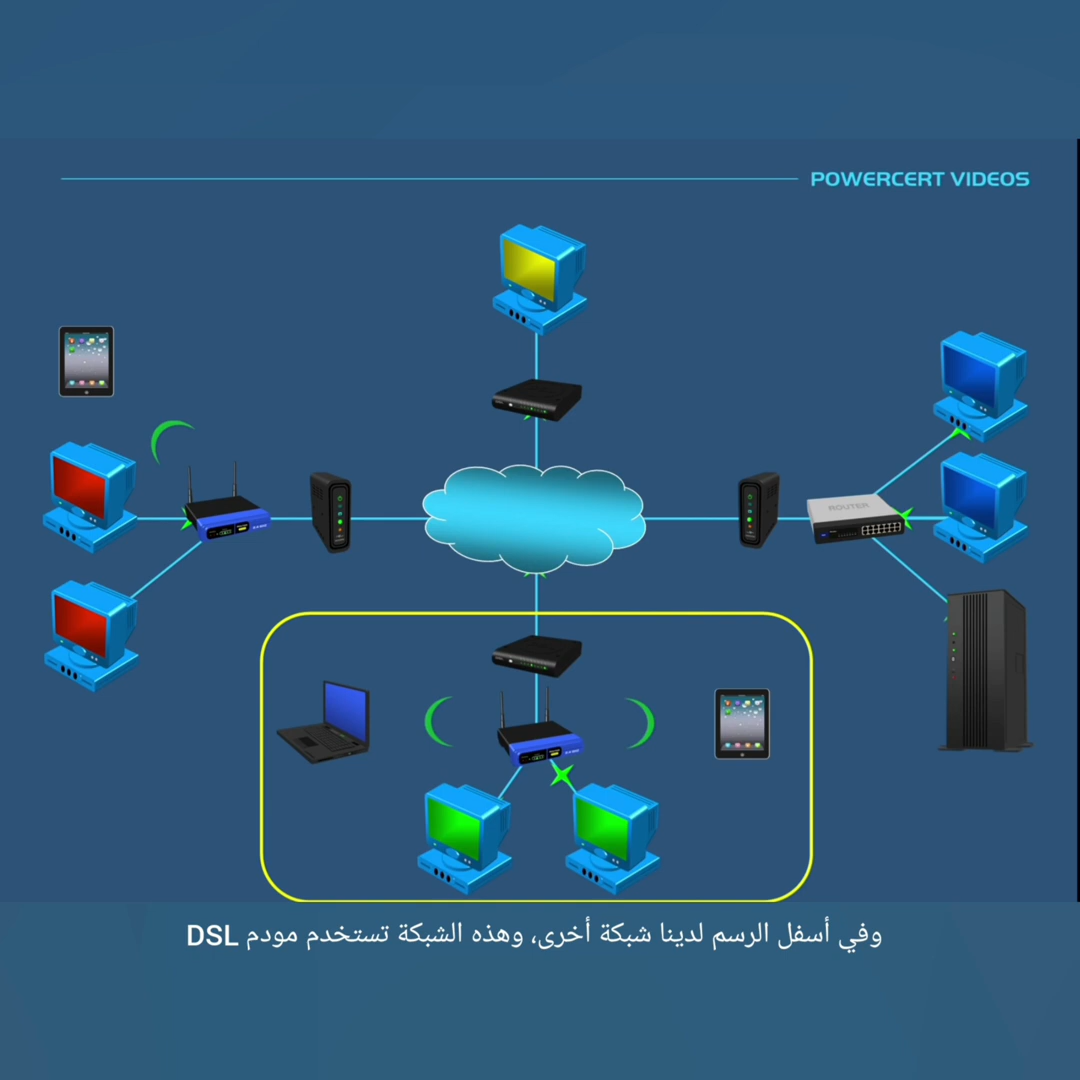 POWERCERT VIDEOS
ROUTER
وفي أسفل الرسم لدينا شبكة أخرى، وهذه الشبكة تستخدم مودم DSL